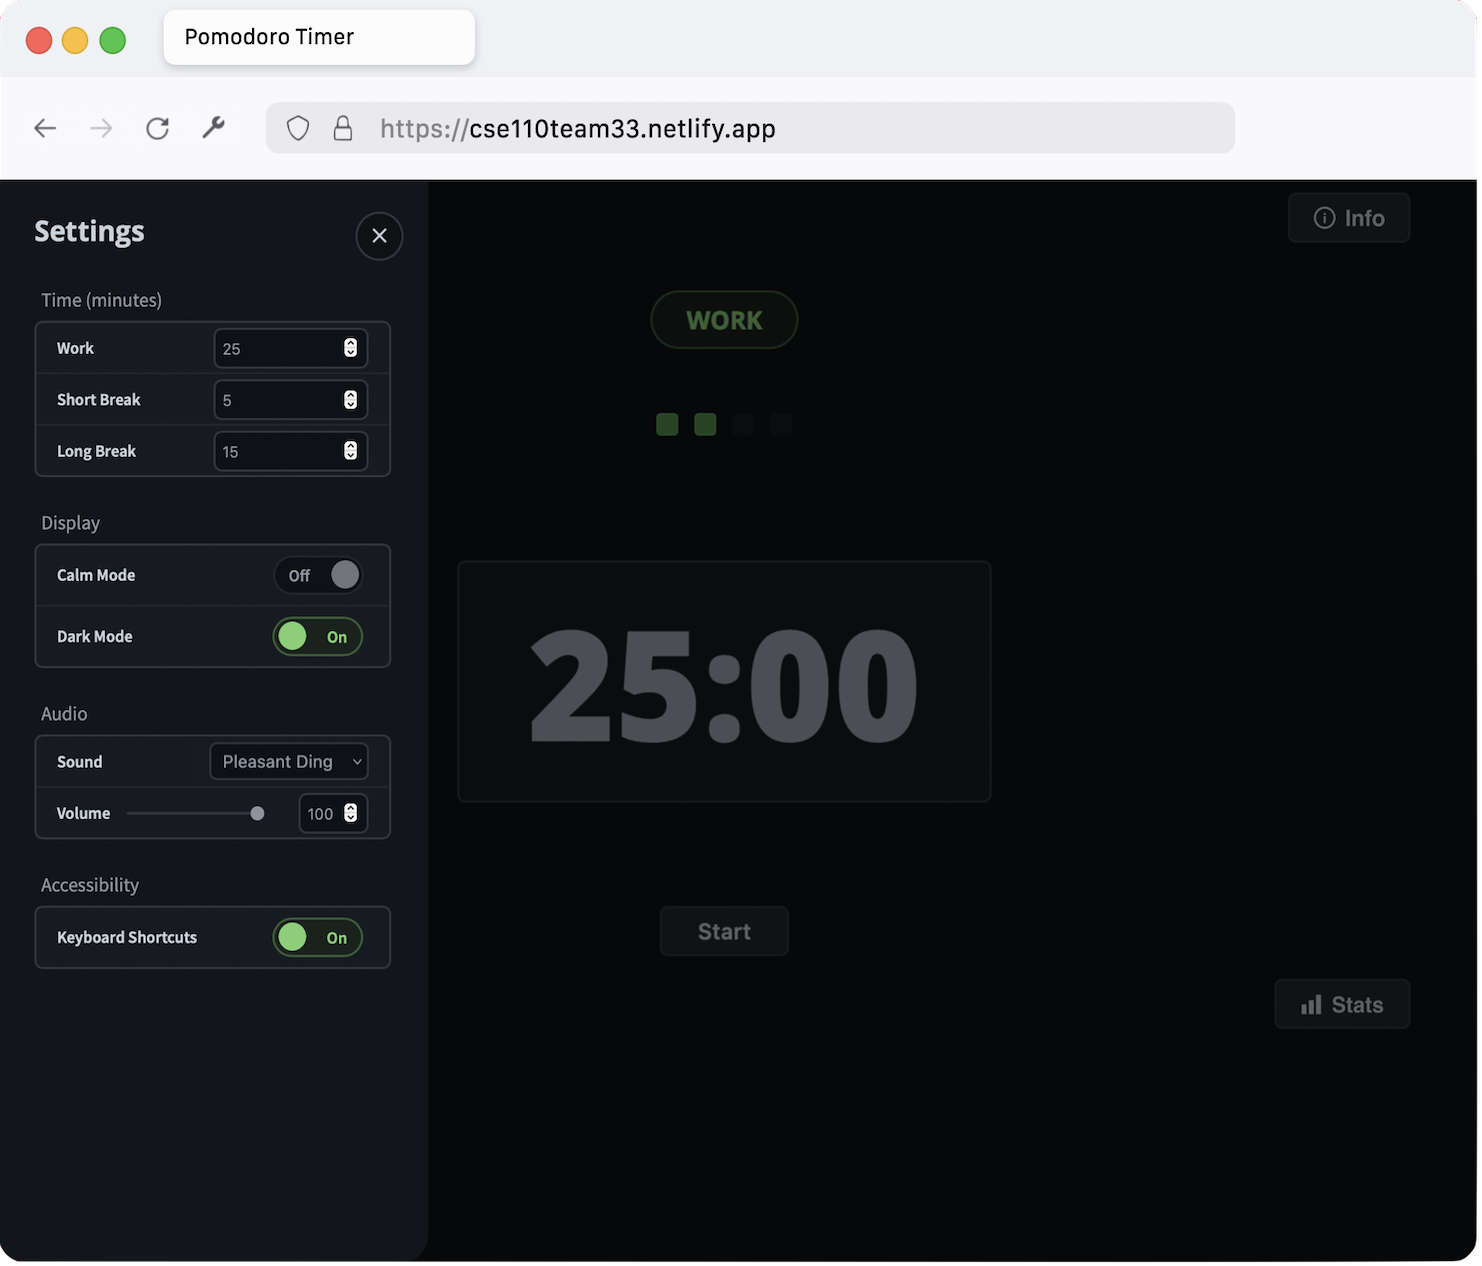 Pomodoro Timer
https://cse110team33.netlify.app
Settings
Time (minutes)
Work 25
Short Break 5
Long Break 15
Display
Calm Mode Off
Dark Mode On
Audio
Sound Pleasant Ding
Volume 100
Accessibility
Keyboard Shortcuts On
Info
WORK
25:00
Start
Stats